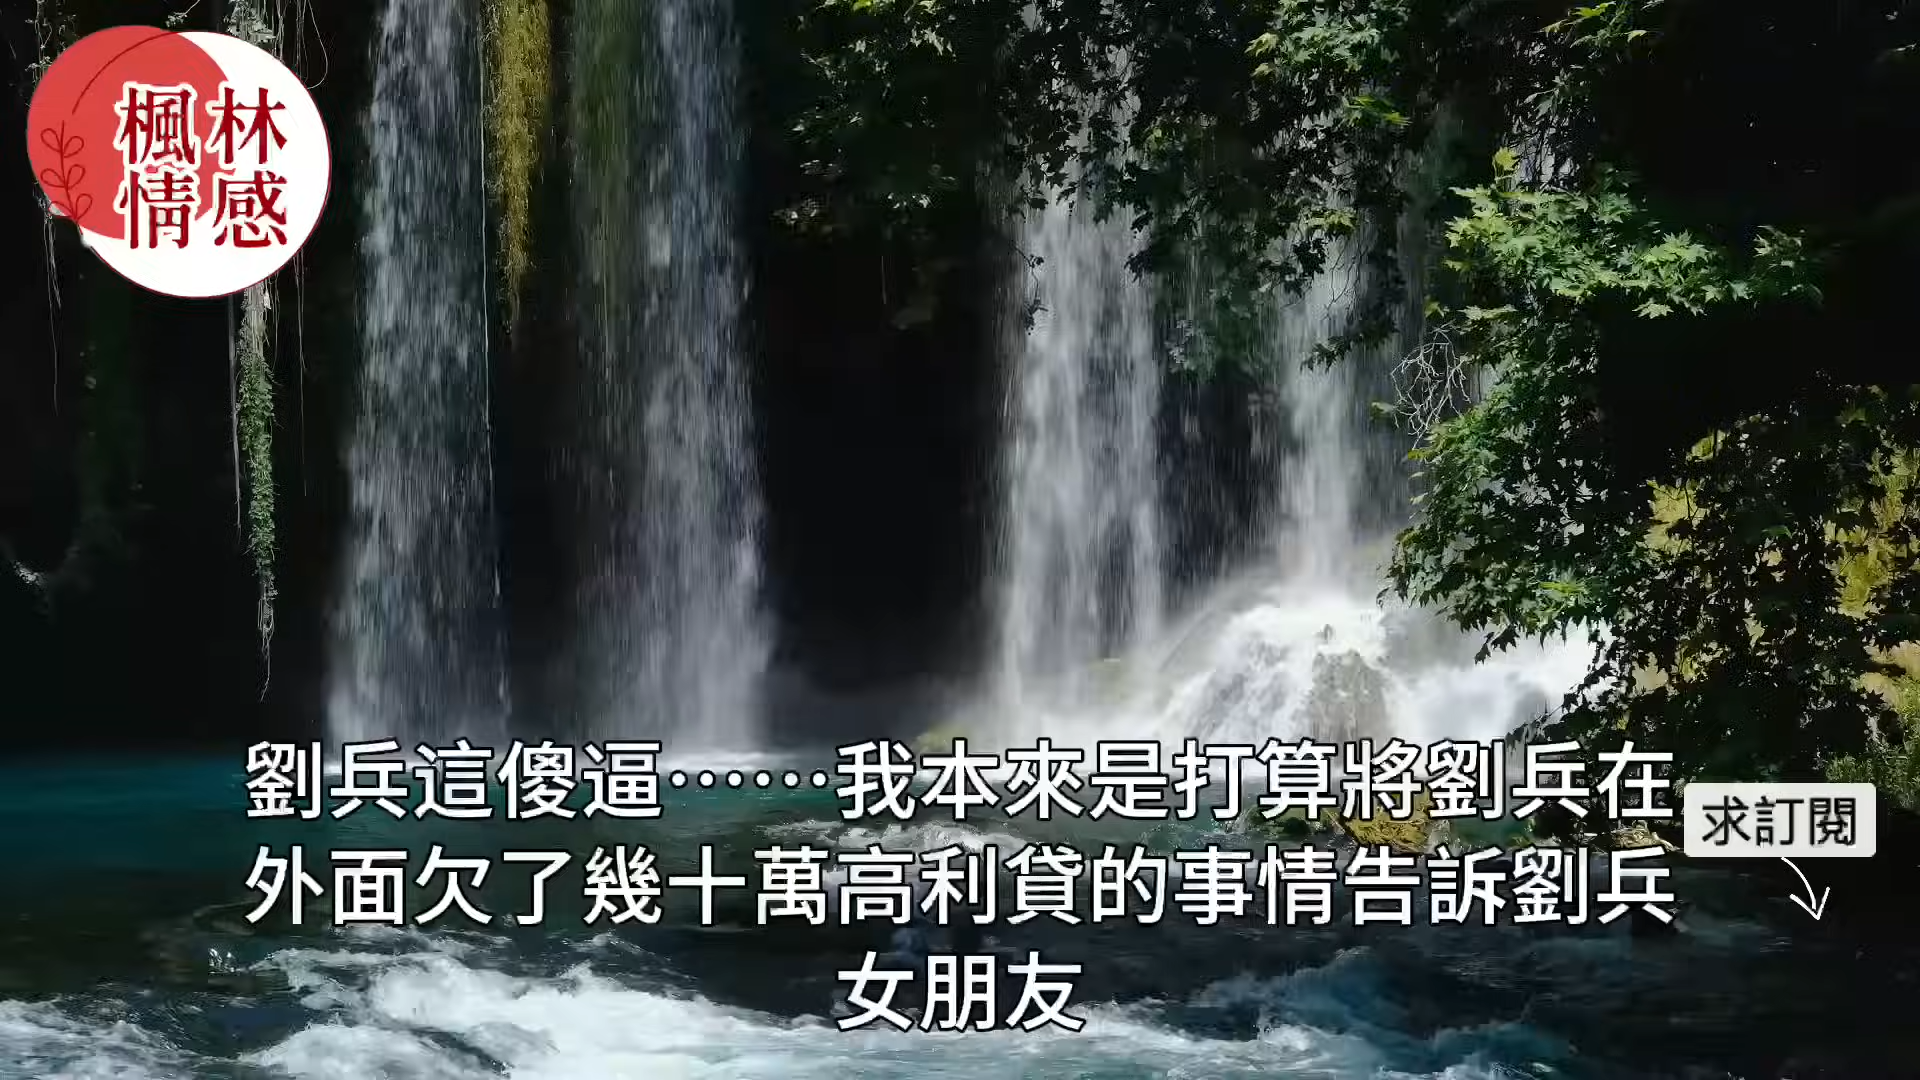 楓林
情感
劉兵這傻逼⋯⋯我本來是打算將劉兵在
外面欠了幾十萬高利貸的事情告訴劉兵
女朋友
求訂閱